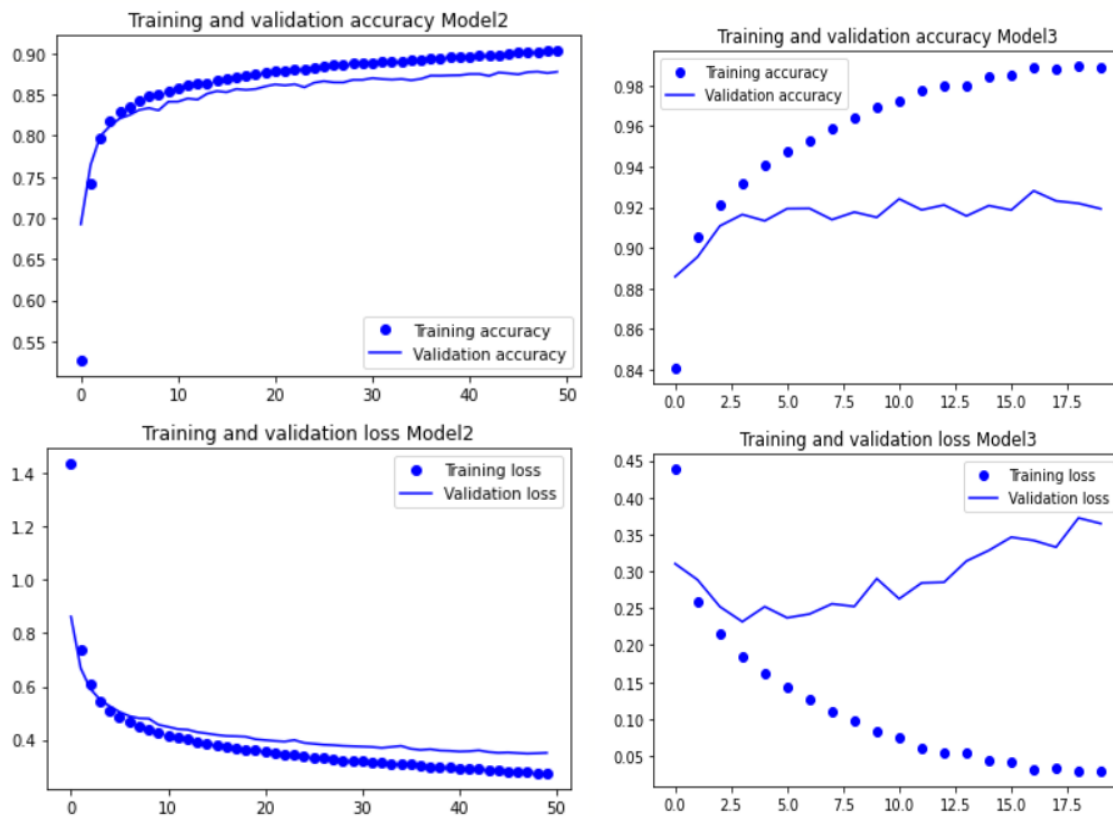 Training and validation accuracy Model2
0.90
0.85
0.80
0.75
0.70
0.65
0.60
0.55
Training accuracy
Validation accuracy
0 10 20 30 40 50
Training and validation accuracy Model3
0.98
0.96
0.94
0.92
0.90
0.88
0.86
0.84
Training accuracy
Validation accuracy
0.0 2.5 5.0 7.5 10.0 12.5 15.0 17.5
Training and validation loss Model2
1.4
1.2
1.0
0.8
0.6
0.4
Training loss
Validation loss
0 10 20 30 40 50
Training and validation loss Model3
0.45
0.40
0.35
0.30
0.25
0.20
0.15
0.10
0.05
Training loss
Validation loss
0.0 2.5 5.0 7.5 10.0 12.5 15.0 17.5